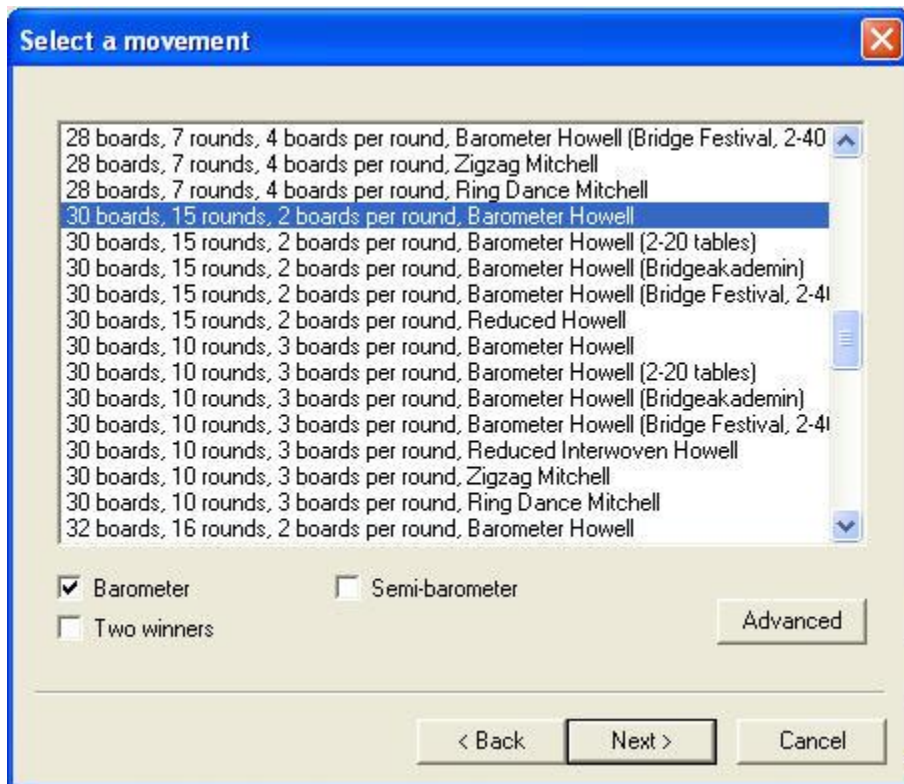 Select a movement
28 boards, 7 rounds, 4 boards per round, Barometer Howell (Bridge Festival, 2-40
28 boards, 7 rounds, 4 boards per round, Zigzag Mitchell
28 boards, 7 rounds, 4 boards per round, Ring Dance Mitchell
30 boards, 15 rounds, 2 boards per round, Barometer Howell
30 boards, 15 rounds, 2 boards per round, Barometer Howell (2-20 tables)
30 boards, 15 rounds, 2 boards per round, Barometer Howell (Bridgeakademin)
30 boards, 15 rounds, 2 boards per round, Barometer Howell (Bridge Festival, 2-4
30 boards, 15 rounds, 2 boards per round, Reduced Howell
30 boards, 10 rounds, 3 boards per round, Barometer Howell
30 boards, 10 rounds, 3 boards per round, Barometer Howell (2-20 tables)
30 boards, 10 rounds, 3 boards per round, Barometer Howell (Bridgeakademin)
30 boards, 10 rounds, 3 boards per round, Barometer Howell (Bridge Festival, 2-4
30 boards, 10 rounds, 3 boards per round, Reduced Interwoven Howell
30 boards, 10 rounds, 3 boards per round, Zigzag Mitchell
30 boards, 10 rounds, 3 boards per round, Ring Dance Mitchell
32 boards, 16 rounds, 2 boards per round, Barometer Howell
Barometer Semi-barometer
Two winners
Advanced
< Back Next > Cancel